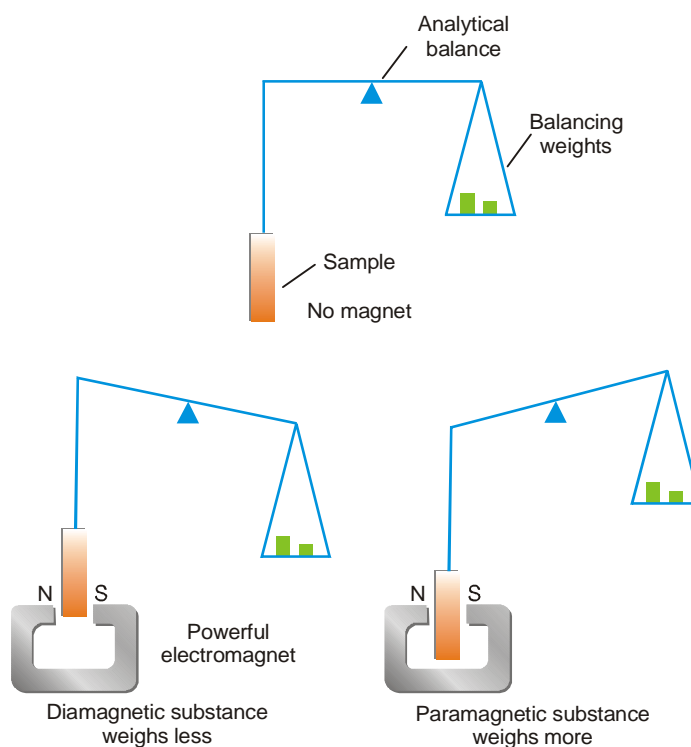 Analytical
balance
Balancing
weights
Sample
No magnet
N S
Powerful
electromagnet
Diamagnetic substance
weighs less
N S
Paramagnetic substance
weighs more